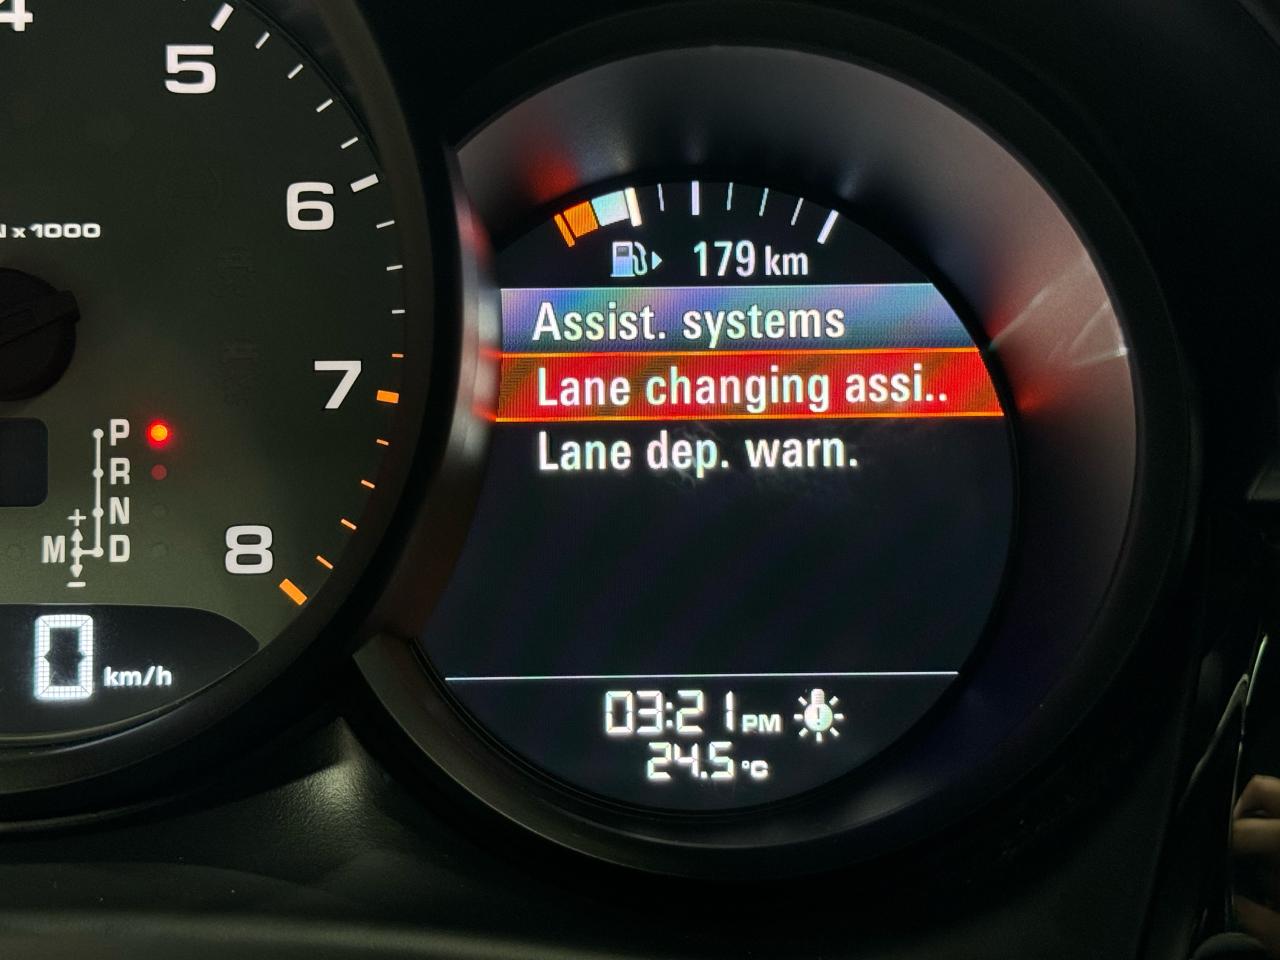 4
5
6
7
8
x1000
P
R
N
D
M
+
−
0 km/h
179 km
Assist. systems
Lane changing assi..
Lane dep. warn.
03:21 PM
24.5 °C